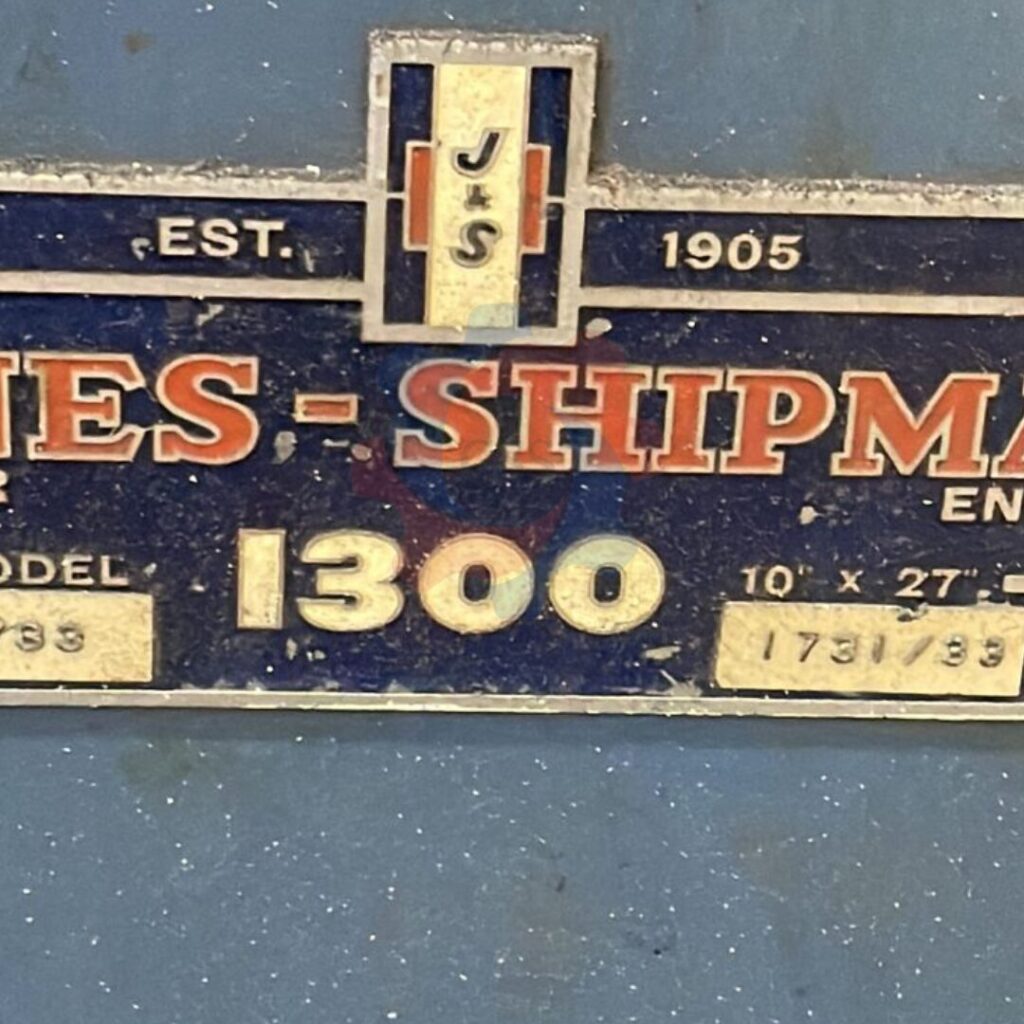 J
&
S
EST. 1905
NES - SHIPMA
EN
ODEL 1300 10" x 27"
/33 1731/33